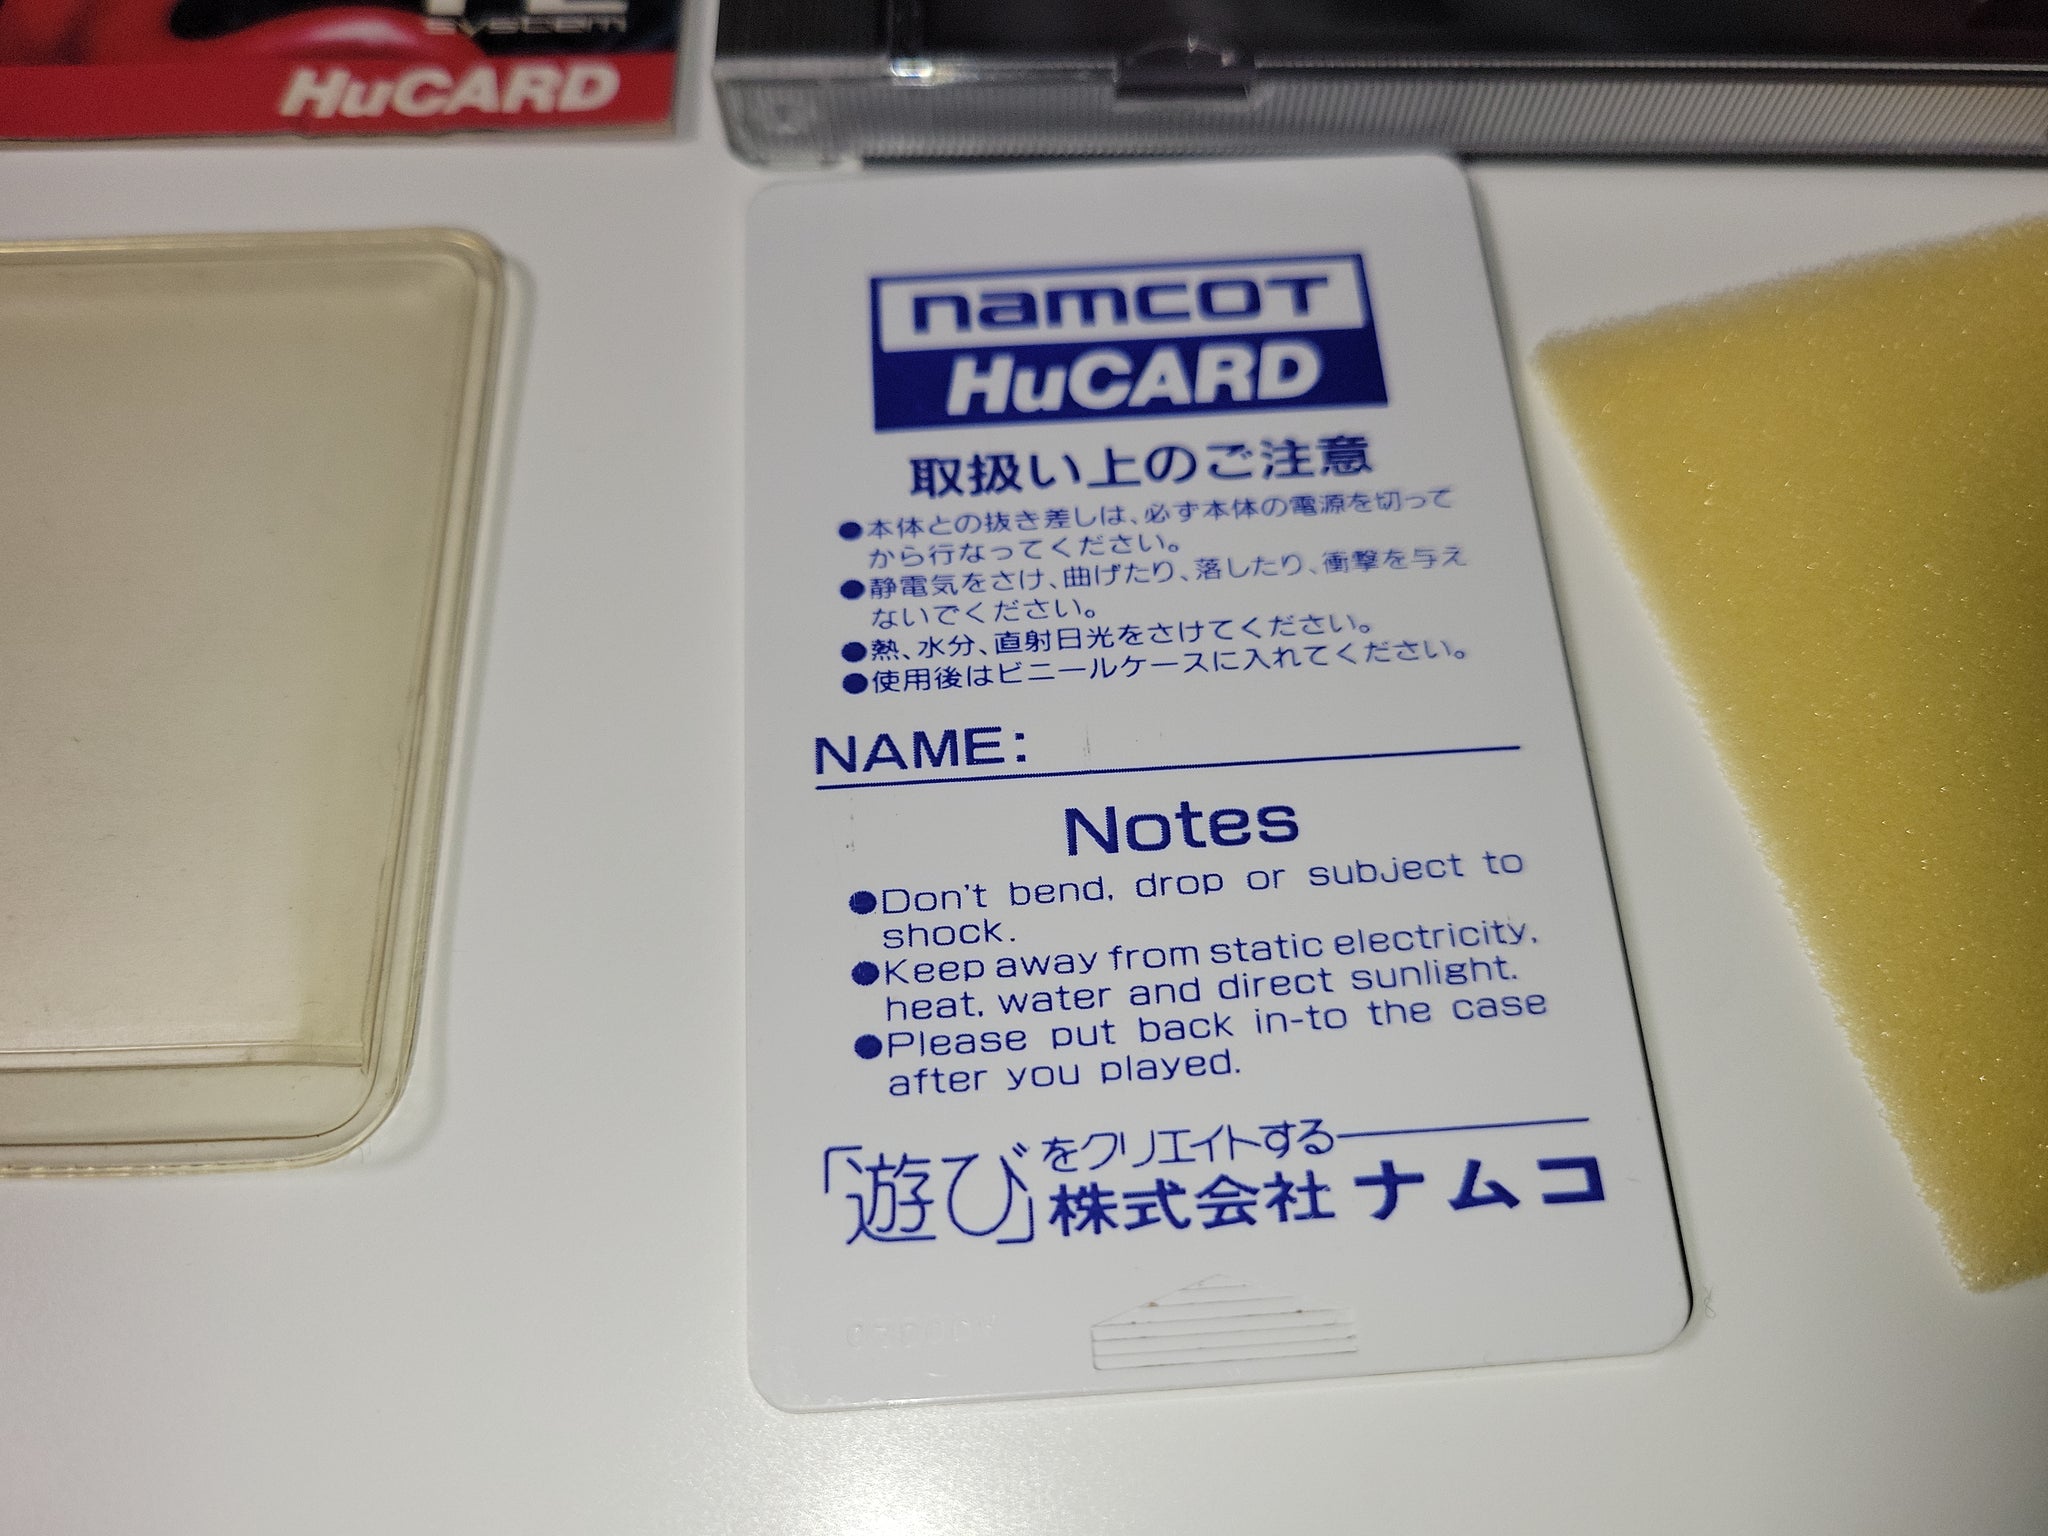 system
HuCARD
namcoT
HuCARD
取扱い上のご注意
●本体との抜き差しは、必ず本体の電源を切って
から行なってください。
●静電気をさけ、曲げたり、落したり、衝撃を与え
ないでください。
●熱、水分、直射日光をさけてください。
●使用後はビニールケースに入れてください。
NAME:
Notes
●Don't bend, drop or subject to
shock.
●Keep away from static electricity,
heat, water and direct sunlight.
●Please put back in-to the case
after you played.
「遊び」をクリエイトする
株式会社ナムコ